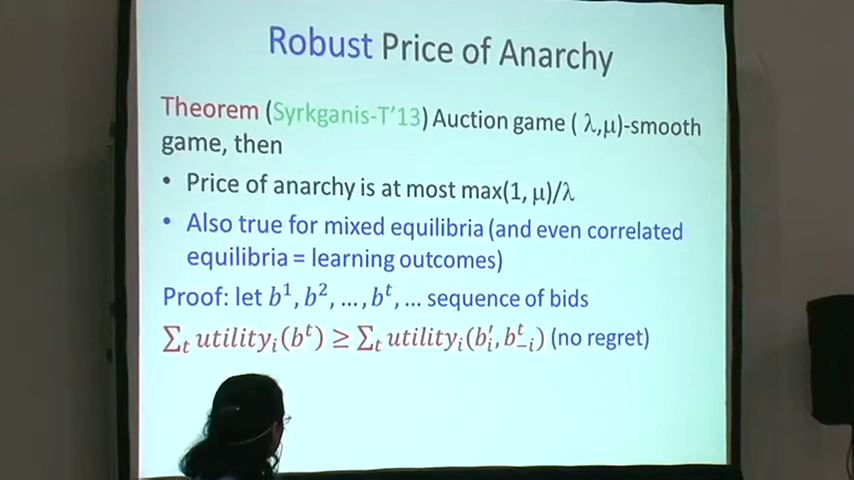 Robust Price of Anarchy
Theorem (Syrkganis-T'13) Auction game ( λ,μ)-smooth
game, then
• Price of anarchy is at most max(1, μ)/λ
• Also true for mixed equilibria (and even correlated
equilibria = learning outcomes)
Proof: let b¹, b², …, bᵗ, … sequence of bids
∑ₜ utilityᵢ(bᵗ) ≥ ∑ₜ utilityᵢ(b′ᵢ, bᵗ₋ᵢ) (no regret)